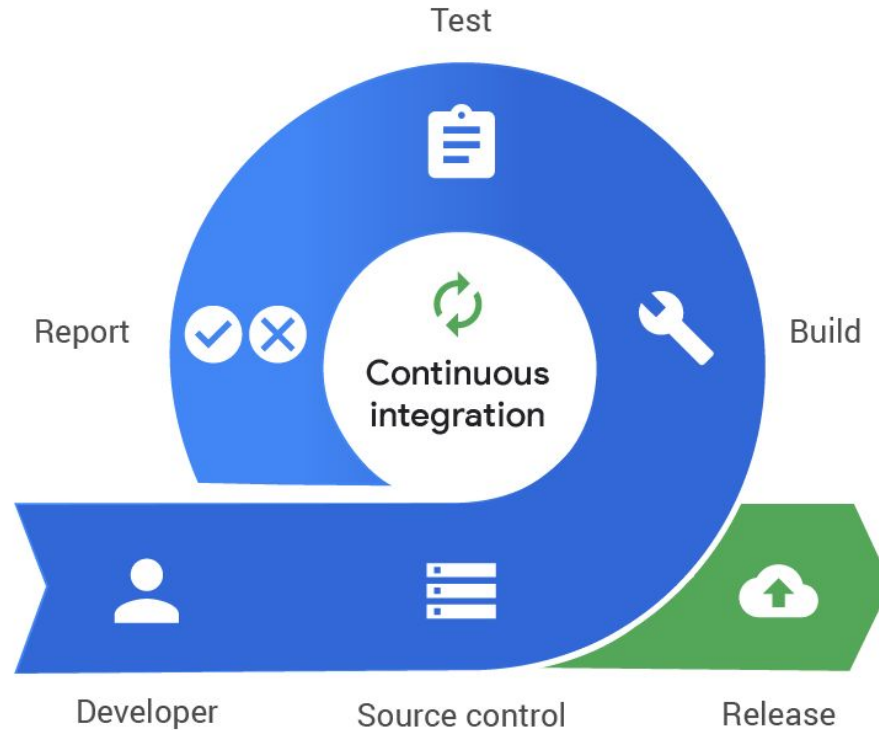 Test
Report
Build
Continuous
integration
Developer
Source control
Release